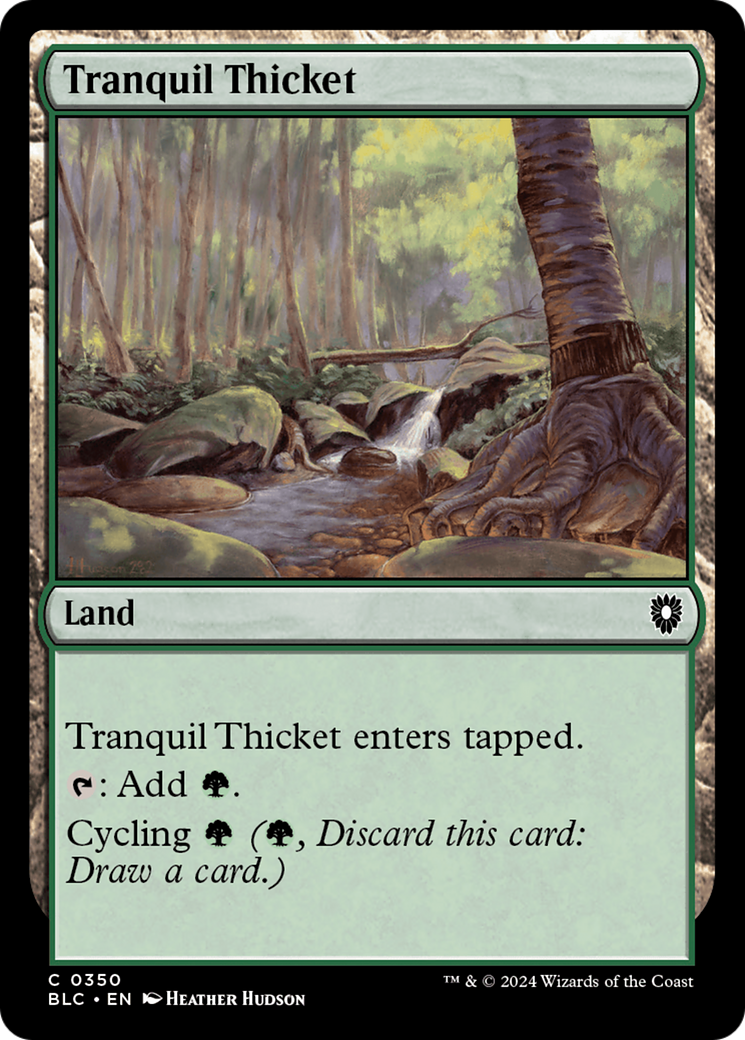 Tranquil Thicket
Land
Tranquil Thicket enters tapped.
: Add .
Cycling (, Discard this card:
Draw a card.)
C 0350
BLC • EN Heather Hudson
™ & © 2024 Wizards of the Coast